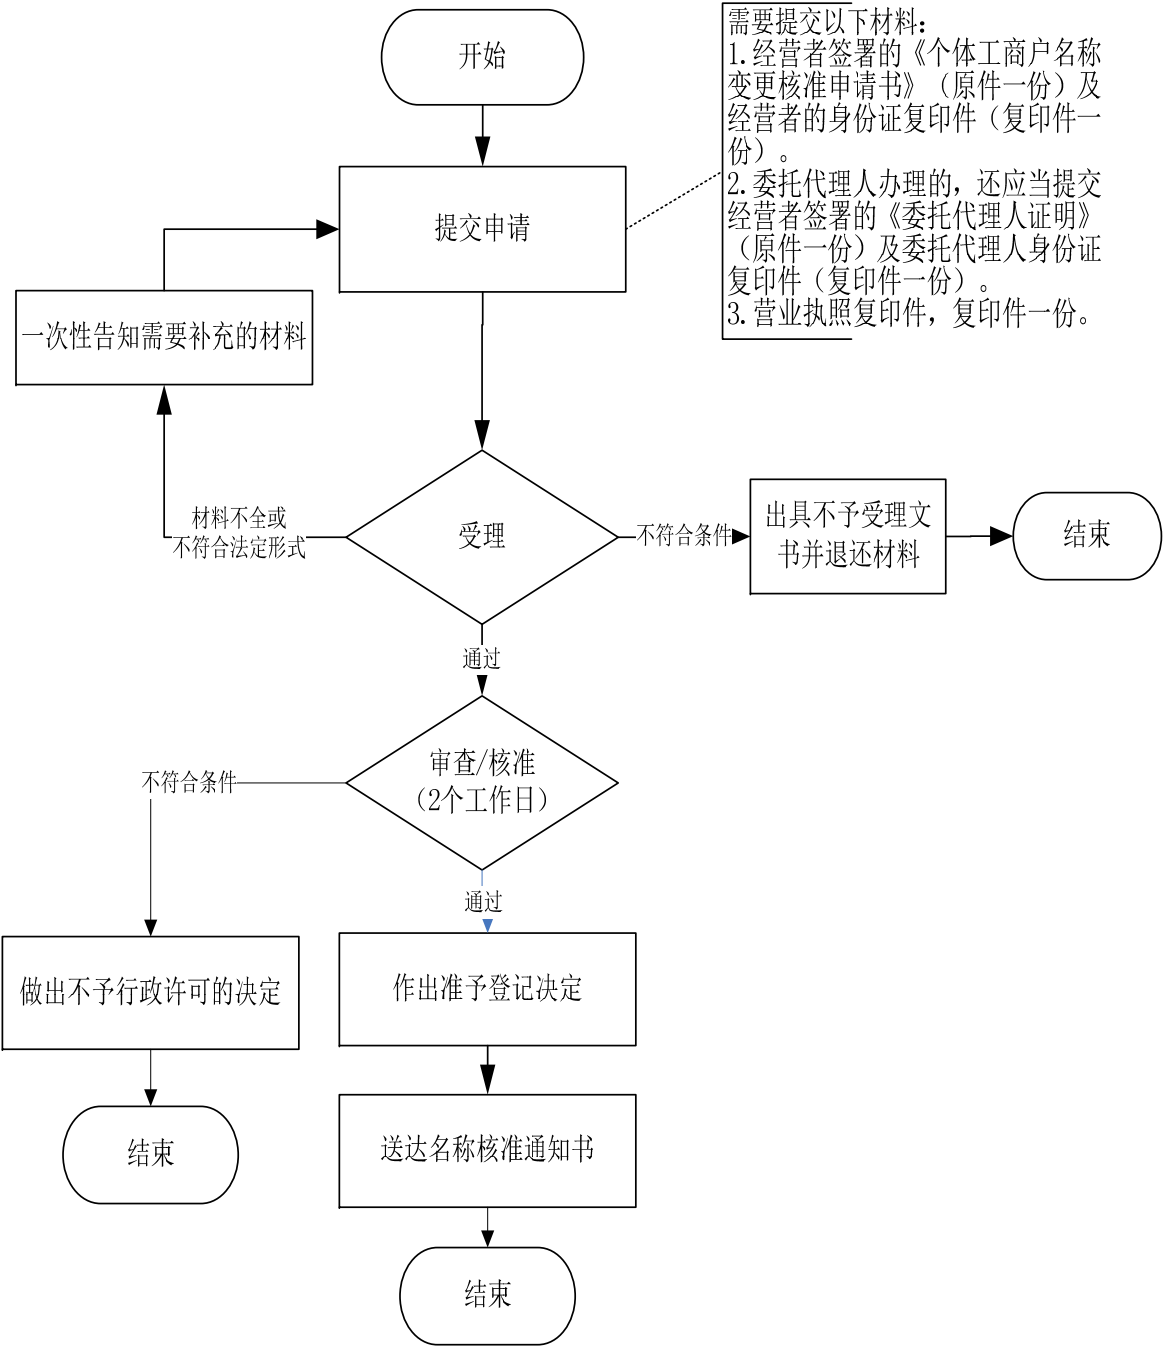 开始
需要提交以下材料：
1.经营者签署的《个体工商户名称
变更核准申请书》（原件一份）及
经营者的身份证复印件（复印件一
份）。
2.委托代理人办理的，还应当提交
经营者签署的《委托代理人证明》
（原件一份）及委托代理人身份证
复印件（复印件一份）。
3.营业执照复印件，复印件一份。
提交申请
一次性告知需要补充的材料
材料不全或
不符合法定形式
受理
不符合条件
出具不予受理文
书并退还材料
结束
通过
审查/核准
（2个工作日）
不符合条件
通过
做出不予行政许可的决定
作出准予登记决定
结束
送达名称核准通知书
结束